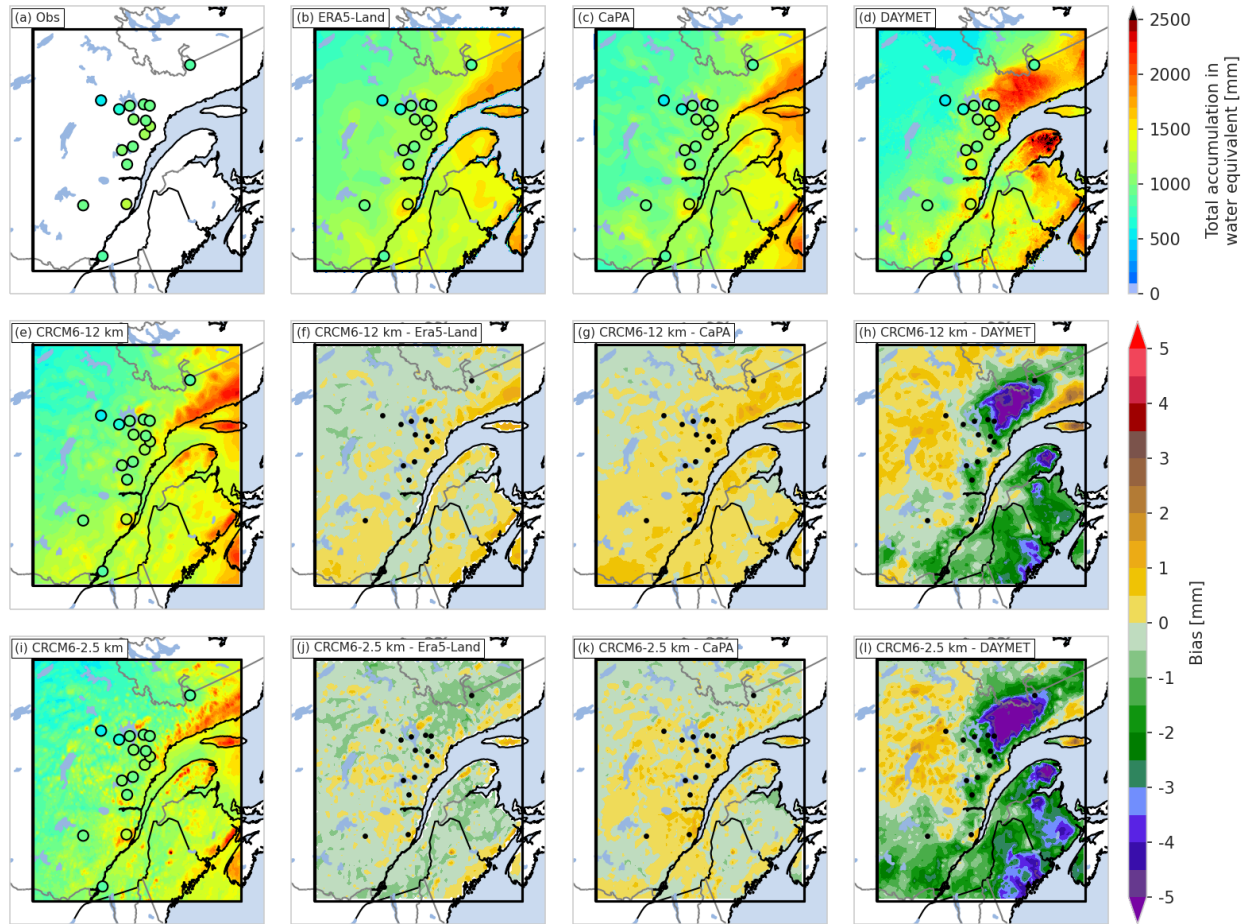 (a) Obs
(b) ERA5-Land
(c) CaPA
(d) DAYMET
2500
2000
1500
1000
500
0
Total accumulation in
water equivalent [mm]
(e) CRCM6-12 km
(f) CRCM6-12 km - Era5-Land
(g) CRCM6-12 km - CaPA
(h) CRCM6-12 km - DAYMET
5
4
3
2
1
0
-1
-2
-3
-4
-5
Bias [mm]
(i) CRCM6-2.5 km
(j) CRCM6-2.5 km - Era5-Land
(k) CRCM6-2.5 km - CaPA
(l) CRCM6-2.5 km - DAYMET